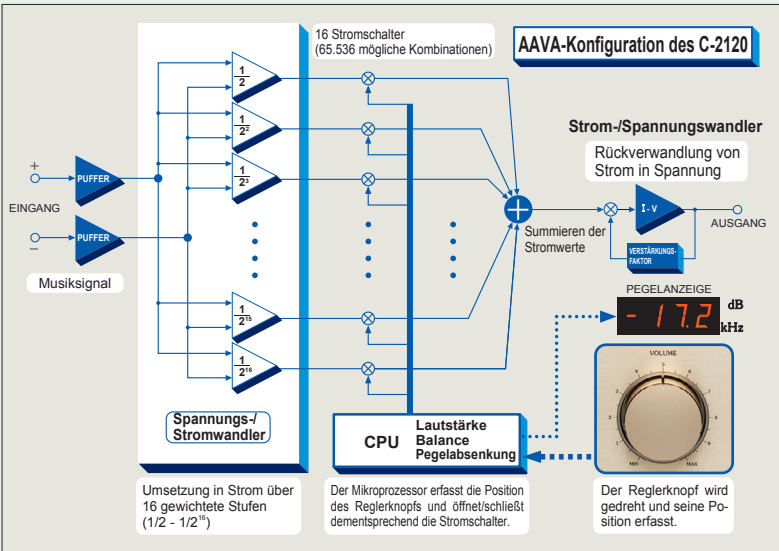 AAVA-Konfiguration des C-2120
16 Stromschalter
(65.536 mögliche Kombinationen)
1
2
1
2²
1
2³
1
2¹⁵
1
2¹⁶
+
PUFFER
EINGANG
PUFFER
–
Musiksignal
Spannungs-/
Stromwandler
Umsetzung in Strom über
16 gewichtete Stufen
(1/2 - 1/2¹⁶)
Summieren der
Stromwerte
Strom-/Spannungswandler
Rückverwandlung von
Strom in Spannung
I - V
AUSGANG
VERSTÄRKUNGS-
FAKTOR
PEGELANZEIGE
- 17.2
dB
kHz
CPU
Lautstärke
Balance
Pegelabsenkung
Der Mikroprozessor erfasst die Position
des Reglerknopfs und öffnet/schließt
dementsprechend die Stromschalter.
VOLUME
MIN
MAX
Der Reglerknopf wird
gedreht und seine Po-
sition erfasst.